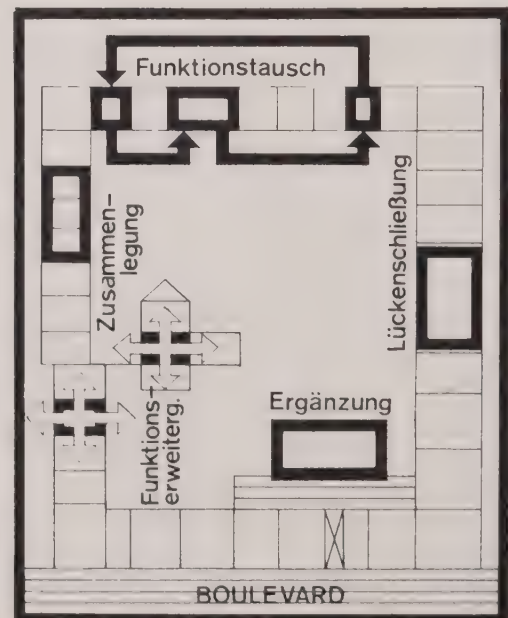 Funktionstausch
Zusammen-
legung
Lückenschließung
Funktions-
erweiterg.
Ergänzung
BOULEVARD